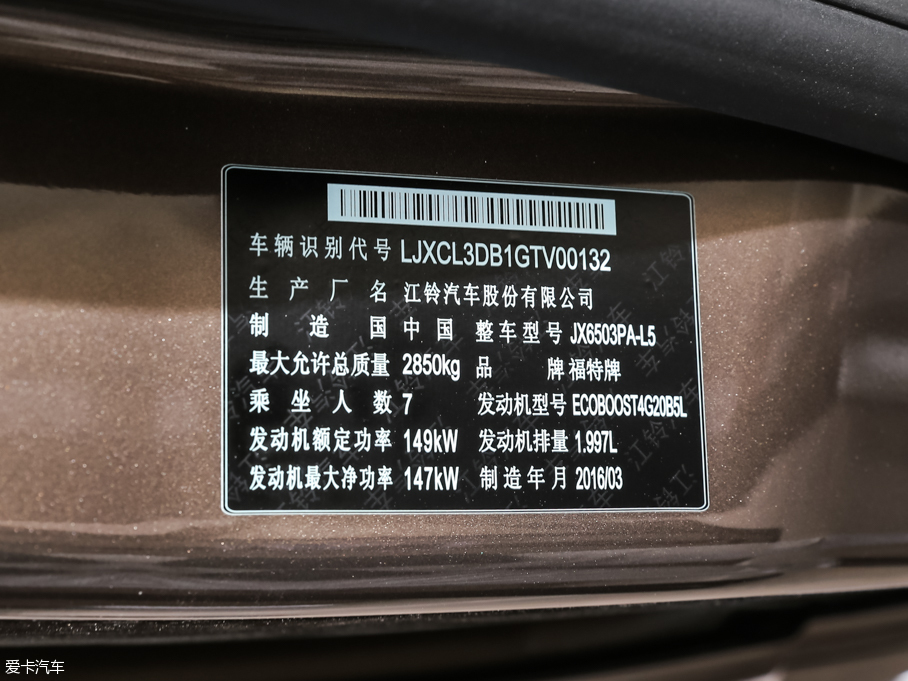 车辆识别代号 LJXCL3DB1GTV00132
生产厂名 江铃汽车股份有限公司
制造国 中国 整车型号 JX6503PA-L5
最大允许总质量 2850kg 品牌 福特牌
乘坐人数 7 发动机型号 ECOBOOST4G20B5L
发动机额定功率 149kW 发动机排量 1.997L
发动机最大净功率 147kW 制造年月 2016/03
爱卡汽车